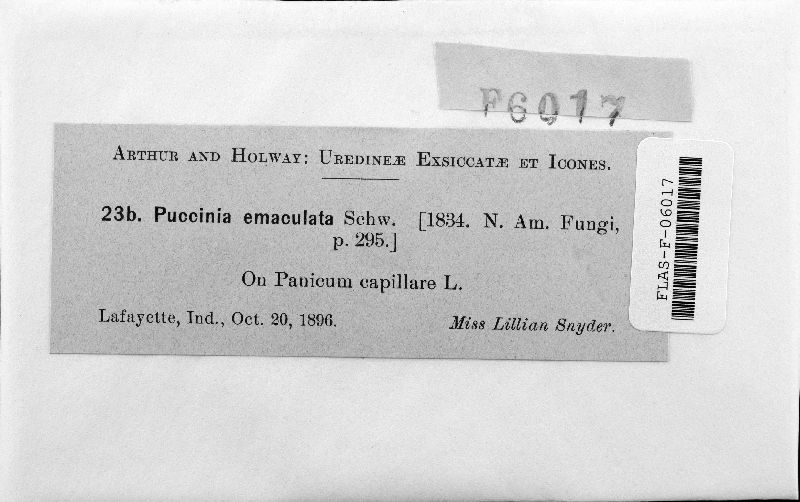 F6017
ARTHUR AND HOLWAY: UREDINEÆ EXSICCATÆ ET ICONES.
23b. Puccinia emaculata Schw. [1834. N. Am. Fungi,
p. 295.]
On Panicum capillare L.
Lafayette, Ind., Oct. 20, 1896. Miss Lillian Snyder.
FLAS-F-06017